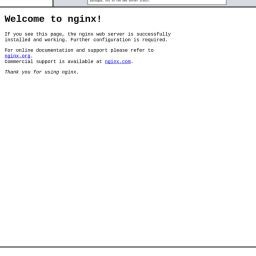 Welcome to nginx!
If you see this page, the nginx web server is successfully
installed and working. Further configuration is required.
For online documentation and support please refer to
nginx.org.
Commercial support is available at nginx.com.
Thank you for using nginx.